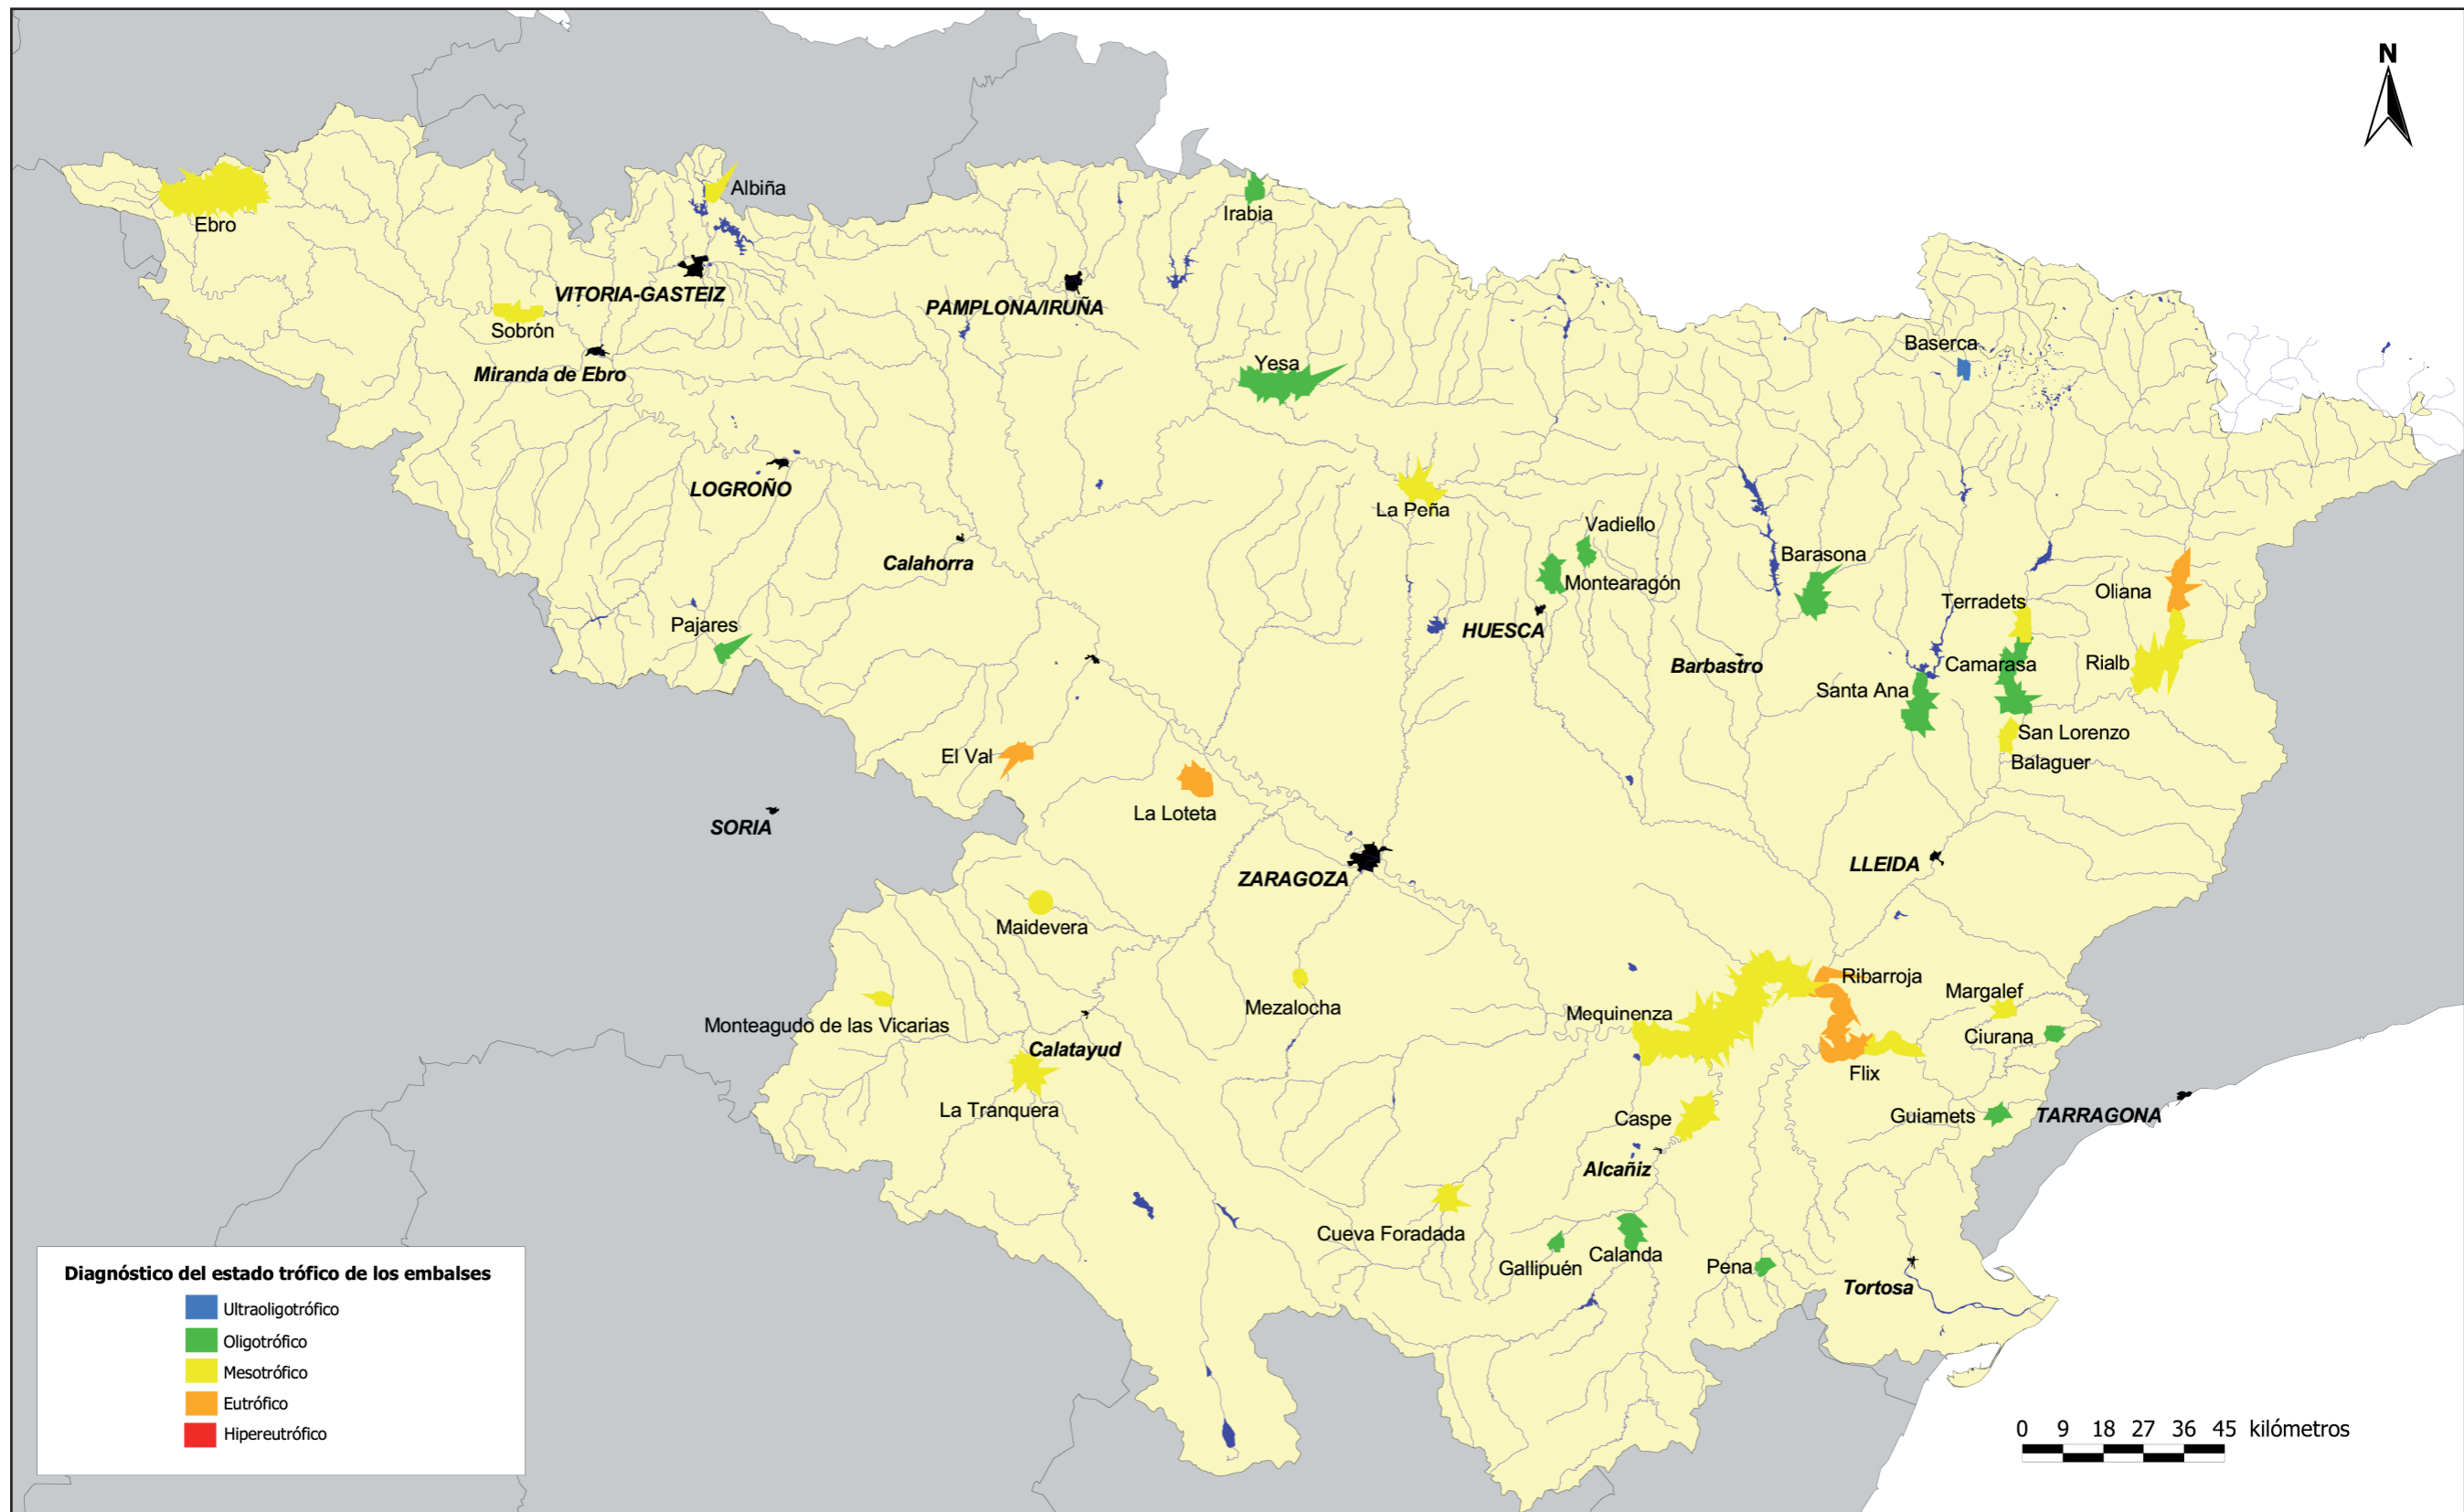 N
Albiña
Ebro
Irabia
VITORIA-GASTEIZ
PAMPLONA/IRUÑA
Sobrón
Miranda de Ebro
Yesa
Baserca
LOGROÑO
La Peña
Vadiello
Calahorra
Barasona
Montearagón
Oliana
Terradets
Pajares
HUESCA
Barbastro
Camarasa
Rialb
Santa Ana
San Lorenzo
El Val
Balaguer
La Loteta
SORIA
LLEIDA
ZARAGOZA
Maidevera
Ribarroja
Margalef
Mezalocha
Mequinenza
Monteagudo de las Vicarias
Ciurana
Calatayud
Flix
La Tranquera
Caspe
Guiamets
TARRAGONA
Alcañiz
Cueva Foradada
Calanda
Gallipuén
Pena
Tortosa
Diagnóstico del estado trófico de los embalses
Ultraoligotrófico
Oligotrófico
Mesotrófico
Eutrófico
Hipereutrófico
0 9 18 27 36 45 kilómetros